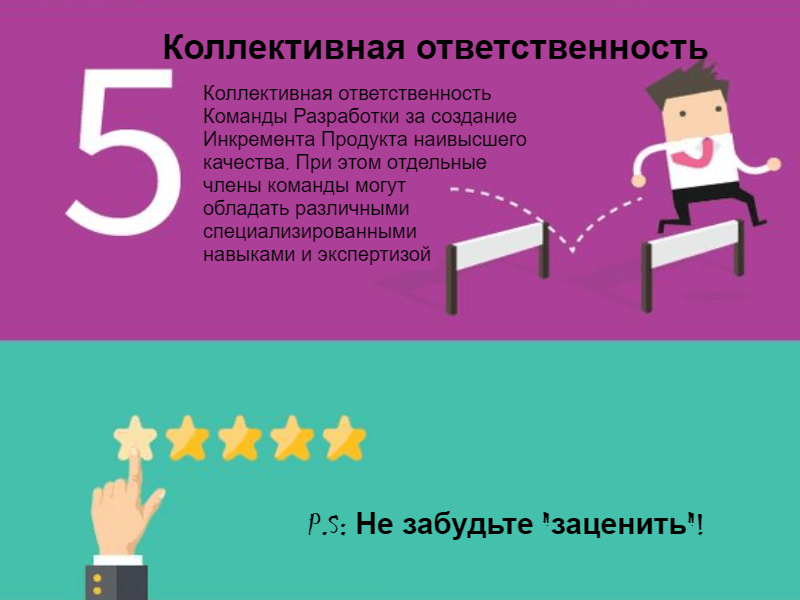 Коллективная ответственность
5
Коллективная ответственность
Команды Разработки за создание
Инкремента Продукта наивысшего
качества. При этом отдельные
члены команды могут
обладать различными
специализированными
навыками и экспертизой
P.S: Не забудьте "заценить"!